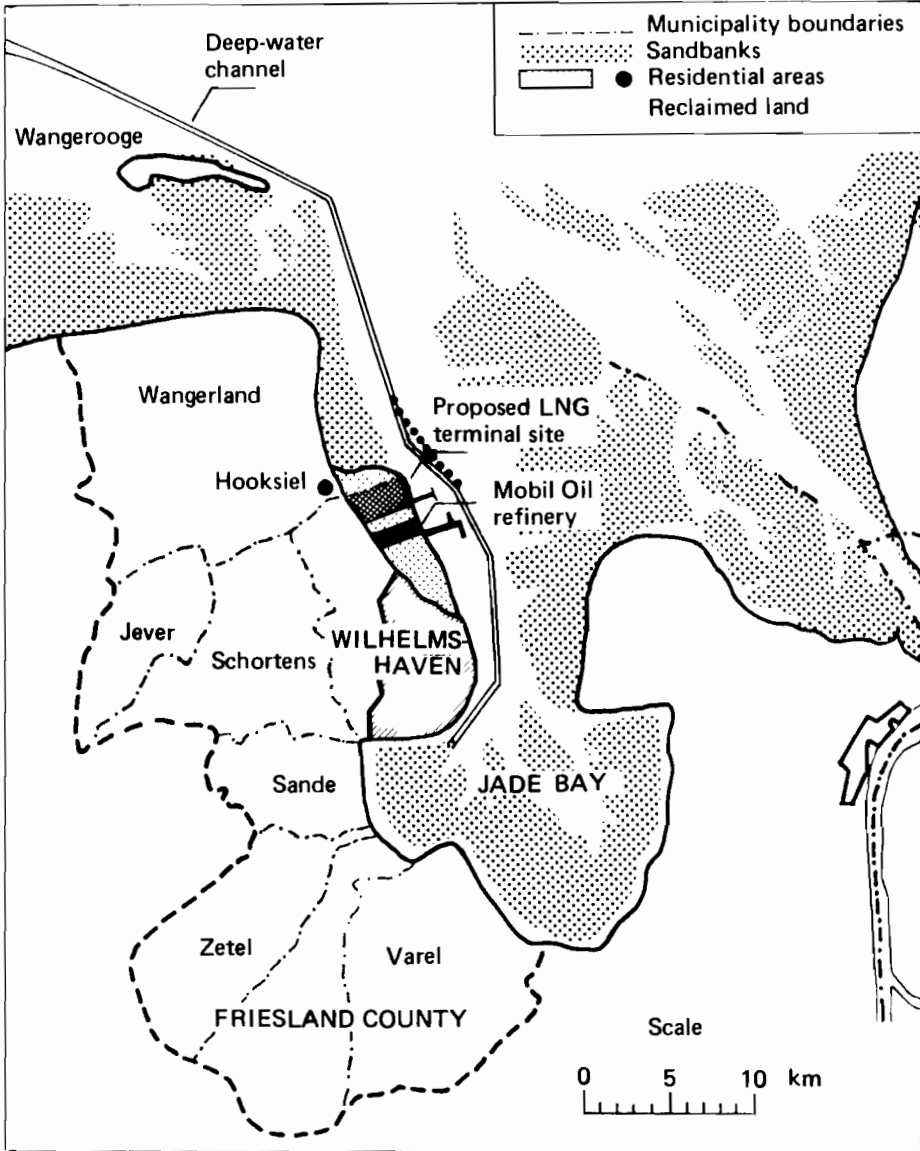 Municipality boundaries
Sandbanks
Residential areas
Reclaimed land
Deep-water
channel
Wangerooge
Wangerland
Proposed LNG
terminal site
Hooksiel
Mobil Oil
refinery
Jever
Schortens
WILHELMS-
HAVEN
Sande
JADE BAY
Zetel
Varel
FRIESLAND COUNTY
Scale
0 5 10 km